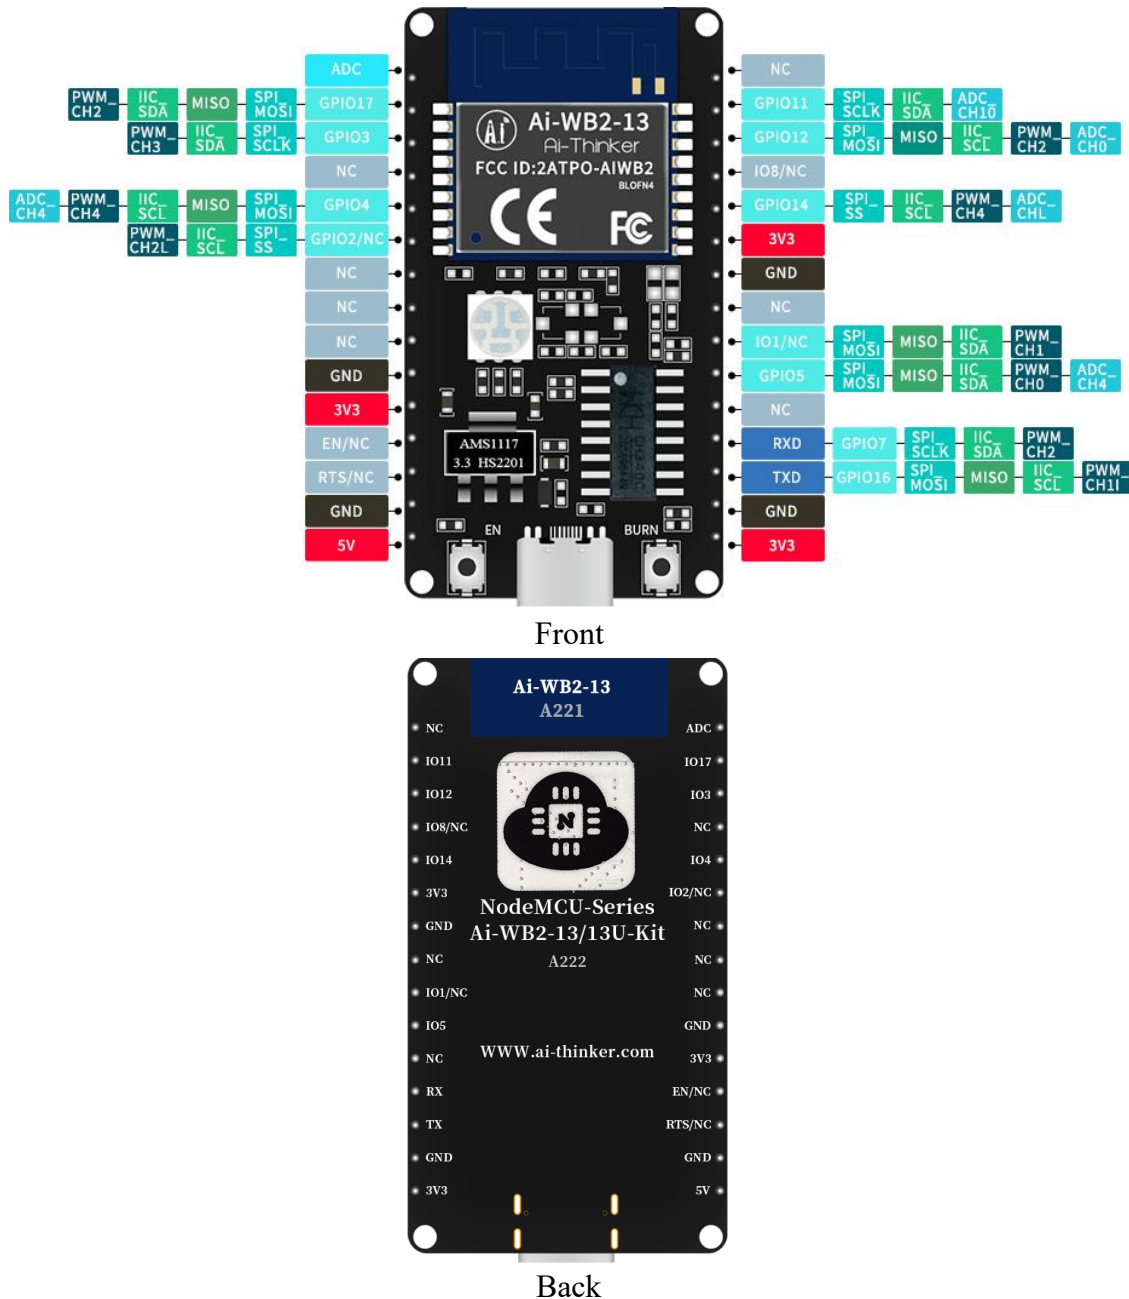 ADC
NC
PWM_CH2 IIC_SDA MISO SPI_MOSI GPIO17
GPIO11 SPI_SCLK IIC_SDA ADC_CH10
PWM_CH3 IIC_SDA SPI_SCLK GPIO3
GPIO12 SPI_MOSI MISO IIC_SCL PWM_CH2 ADC_CH0
NC
IO8/NC
ADC_CH4 PWM_CH4 IIC_SCL MISO SPI_MOSI GPIO4
GPIO14 SPI_SS IIC_SCL PWM_CH4 ADC_CHL
PWM_CH2L IIC_SCL SPI_SS GPIO2/NC
3V3
NC
GND
NC
NC
NC
IO1/NC SPI_MOSI MISO IIC_SDA PWM_CH1
GND
GPIO5 SPI_MOSI MISO IIC_SDA PWM_CH0 ADC_CH4
3V3
NC
EN/NC
RXD GPIO7 SPI_SCLK IIC_SDA PWM_CH2
RTS/NC
TXD GPIO16 SPI_MOSI MISO IIC_SCL PWM_CH1I
GND
GND
5V
3V3
Ai Ai-WB2-13
Ai-Thinker
FCC ID:2ATPO-AIWB2
BLOFN4
CE FC
AMS1117
3.3 HS2201
EN
BURN
Front
Ai-WB2-13
A221
NC
ADC
IO11
IO17
IO12
IO3
IO8/NC
NC
IO14
IO4
3V3
IO2/NC
GND
NC
NC
NC
IO1/NC
NC
IO5
GND
NC
3V3
RX
EN/NC
TX
RTS/NC
GND
GND
3V3
5V
NodeMCU-Series
Ai-WB2-13/13U-Kit
A222
WWW.ai-thinker.com
Back